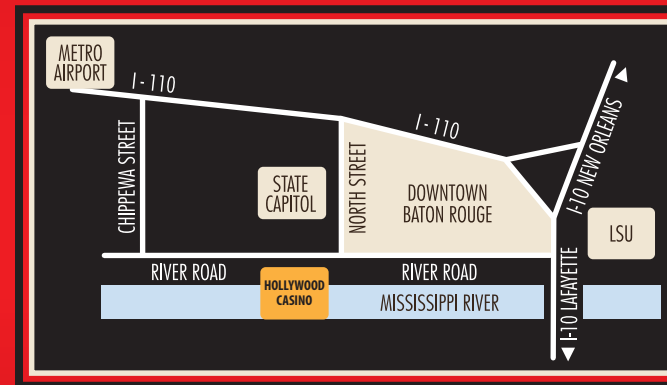 METRO
AIRPORT
I - 110
I - 110
CHIPPEWA STREET
STATE
CAPITOL
NORTH STREET
DOWNTOWN
BATON ROUGE
I-10 NEW ORLEANS
LSU
RIVER ROAD
HOLLYWOOD
CASINO
RIVER ROAD
MISSISSIPPI RIVER
I-10 LAFAYETTE